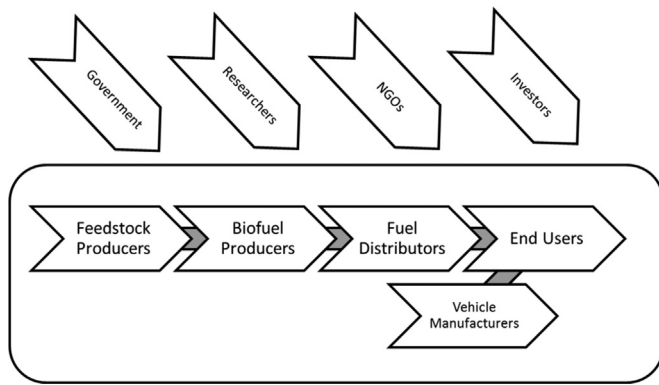 Government
Researchers
NGOs
Investors
Feedstock
Producers
Biofuel
Producers
Fuel
Distributors
End Users
Vehicle
Manufacturers